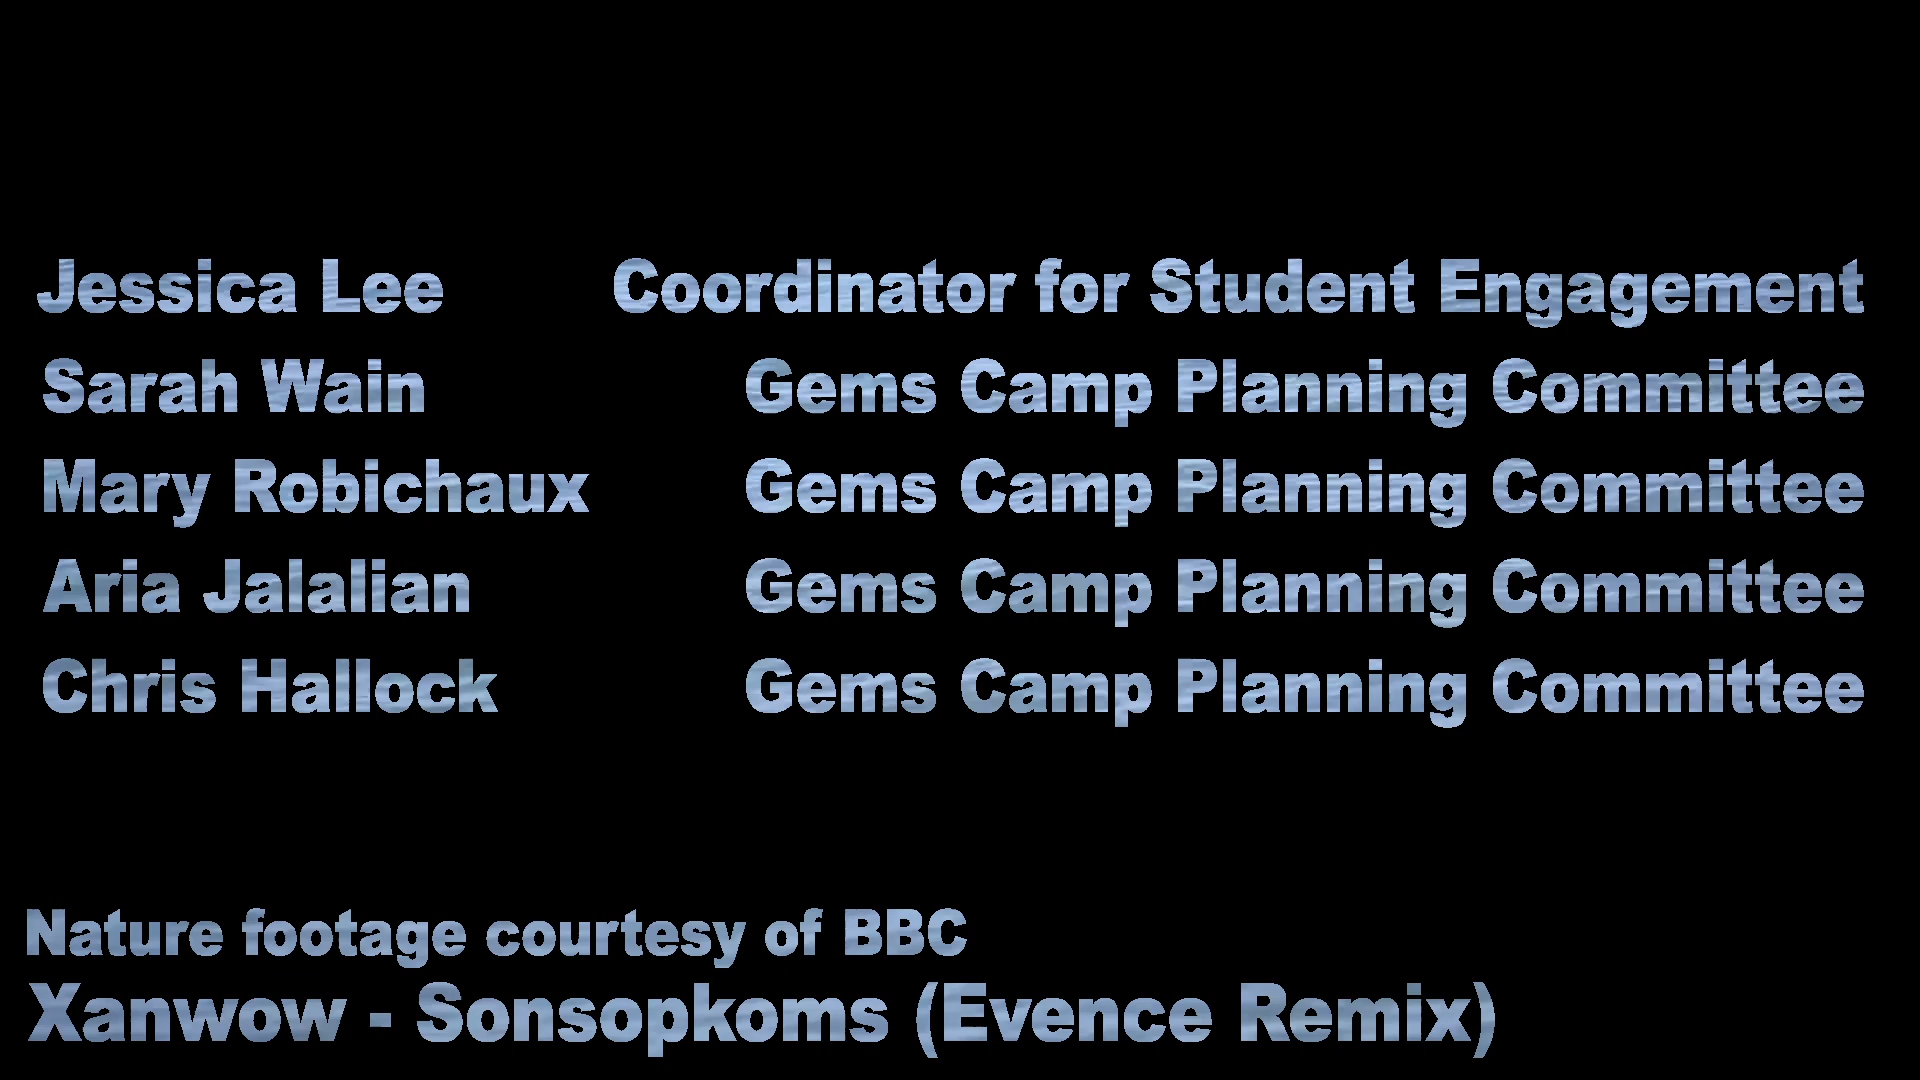 Jessica Lee Coordinator for Student Engagement
Sarah Wain Gems Camp Planning Committee
Mary Robichaux Gems Camp Planning Committee
Aria Jalalian Gems Camp Planning Committee
Chris Hallock Gems Camp Planning Committee
Nature footage courtesy of BBC
Xanwow - Sonsopkoms (Evence Remix)